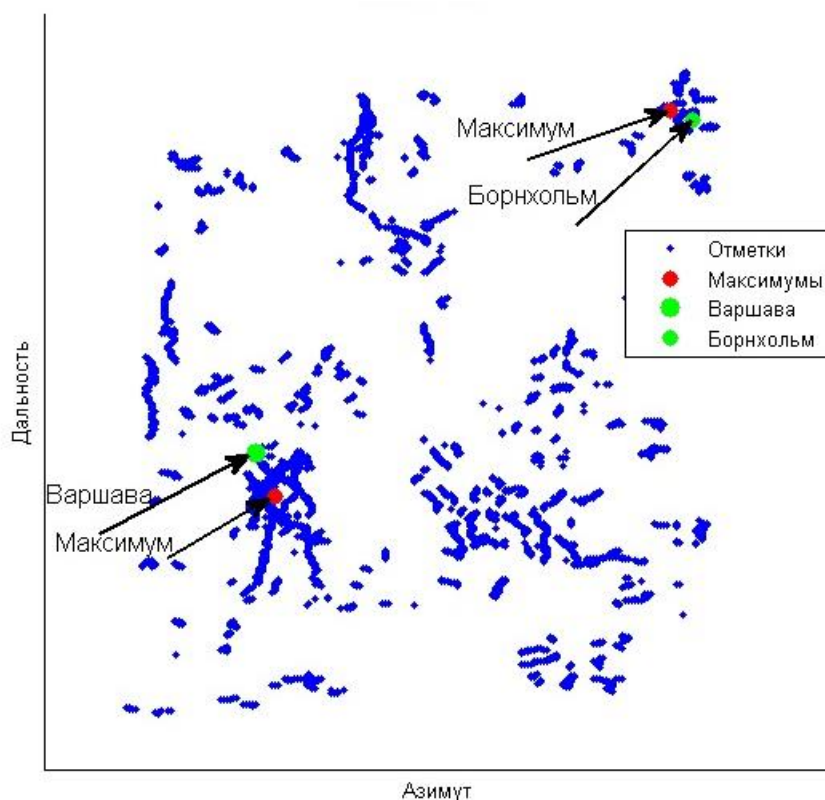 Максимум
Борнхольм
Отметки
Максимумы
Варшава
Борнхольм
Дальность
Варшава
Максимум
Азимут